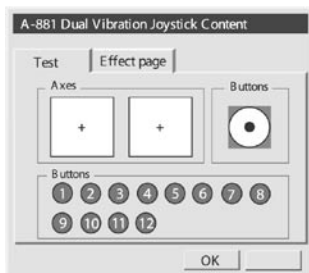 A-881 Dual Vibration Joystick Content
Test Effect page
Axes Buttons
Buttons
1 2 3 4 5 6 7 8
9 10 11 12
OK